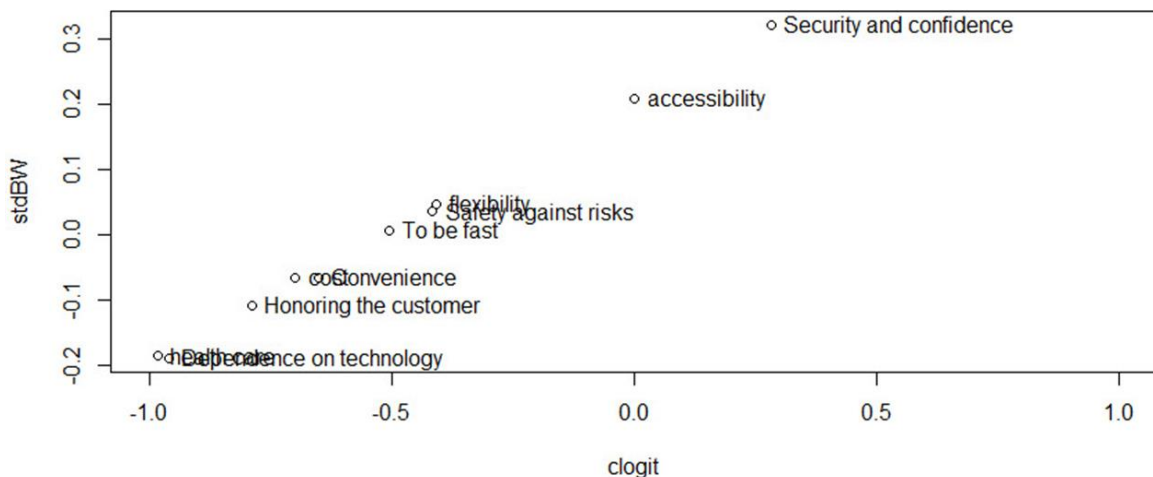 0.3
0.2
0.1
0.0
-0.1
-0.2
stdBW
Security and confidence
accessibility
flexibility
Safety against risks
To be fast
cost
Convenience
Honoring the customer
health care
Dependence on technology
-1.0
-0.5
0.0
0.5
1.0
clogit